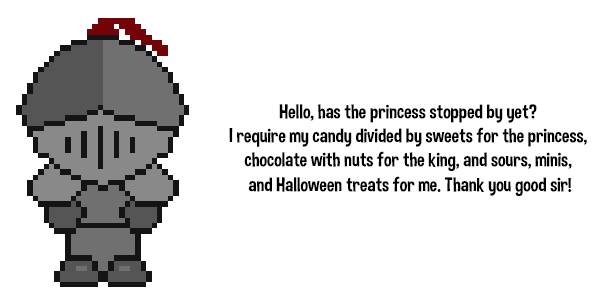 Hello, has the princess stopped by yet?
I require my candy divided by sweets for the princess,
chocolate with nuts for the king, and sours, minis,
and Halloween treats for me. Thank you good sir!